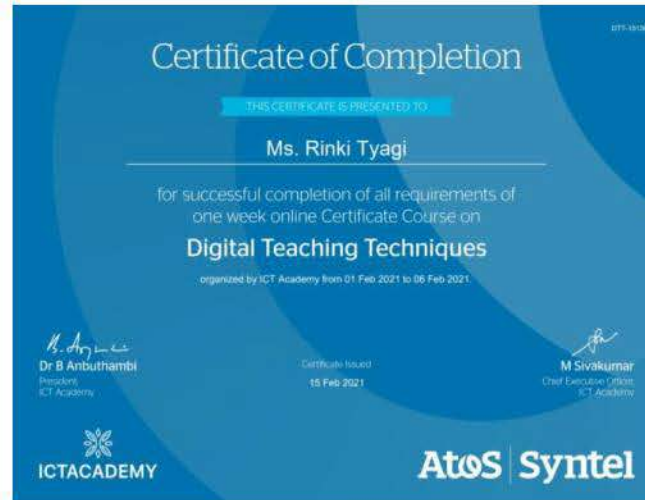 Certificate of Completion
THIS CERTIFICATE IS PRESENTED TO
Ms. Rinki Tyagi
for successful completion of all requirements of
one week online Certificate Course on
Digital Teaching Techniques
organized by ICT Academy from 01 Feb 2021 to 06 Feb 2021.
Dr B Anbuthambi
President
ICT Academy
Certificate Issued
15 Feb 2021
M Sivakumar
Chief Executive Officer
ICT Academy
ICTACADEMY
Atos Syntel